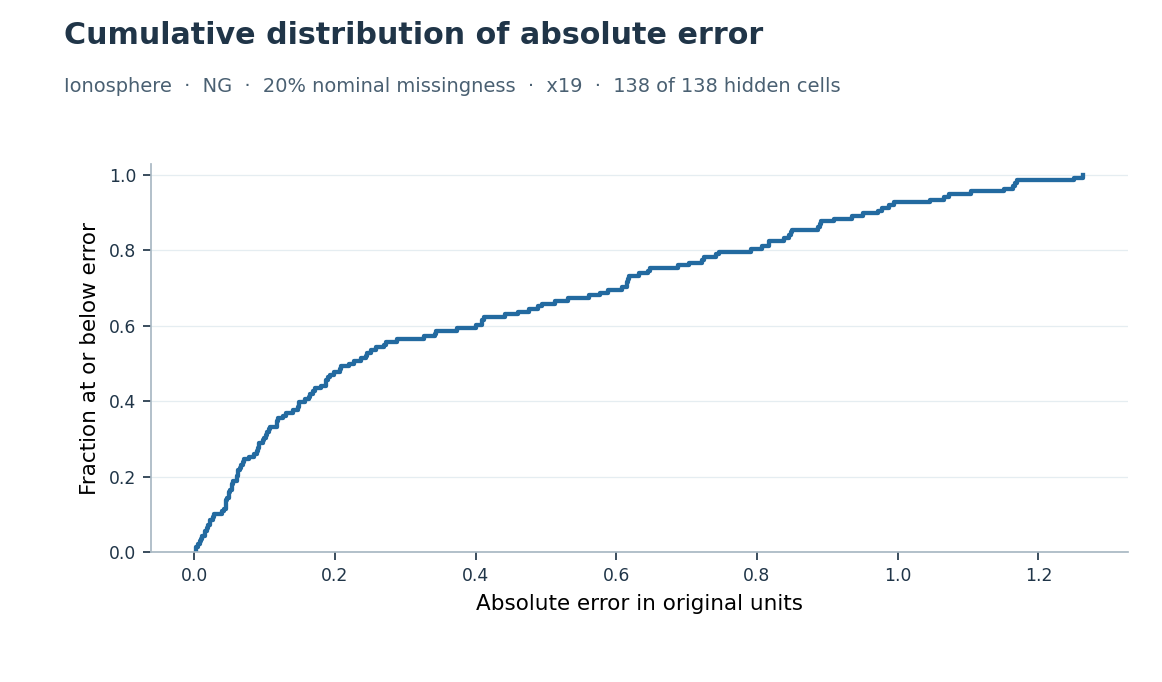 Cumulative distribution of absolute error
Ionosphere · NG · 20% nominal missingness · x19 · 138 of 138 hidden cells
1.0
0.8
0.6
0.4
0.2
0.0
Fraction at or below error
0.0 0.2 0.4 0.6 0.8 1.0 1.2
Absolute error in original units